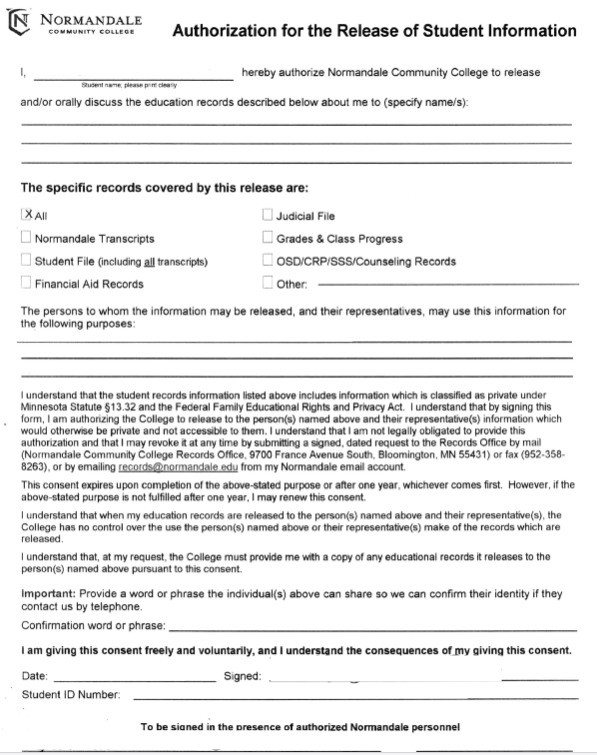 NORMANDALE
COMMUNITY COLLEGE
Authorization for the Release of Student Information
I, ____________________ hereby authorize Normandale Community College to release
Student name; please print clearly
and/or orally discuss the education records described below about me to (specify name/s):
The specific records covered by this release are:
X All
Judicial File
Normandale Transcripts
Grades & Class Progress
Student File (including all transcripts)
OSD/CRP/SSS/Counseling Records
Financial Aid Records
Other:
The persons to whom the information may be released, and their representatives, may use this information for
the following purposes:
I understand that the student records information listed above includes information which is classified as private under
Minnesota Statute §13.32 and the Federal Family Educational Rights and Privacy Act. I understand that by signing this
form, I am authorizing the College to release to the person(s) named above and their representative(s) information which
would otherwise be private and not accessible to them. I understand that I am not legally obligated to provide this
authorization and that I may revoke it at any time by submitting a signed, dated request to the Records Office by mail
(Normandale Community College Records Office, 9700 France Avenue South, Bloomington, MN 55431) or fax (952-358-
8263), or by emailing records@normandale.edu from my Normandale email account.
This consent expires upon completion of the above-stated purpose or after one year, whichever comes first. However, if the
above-stated purpose is not fulfilled after one year, I may renew this consent.
I understand that when my education records are released to the person(s) named above and their representative(s), the
College has no control over the use the person(s) named above or their representative(s) make of the records which are
released.
I understand that, at my request, the College must provide me with a copy of any educational records it releases to the
person(s) named above pursuant to this consent.
Important: Provide a word or phrase the individual(s) above can share so we can confirm their identity if they
contact us by telephone.
Confirmation word or phrase:
I am giving this consent freely and voluntarily, and I understand the consequences of my giving this consent.
Date: ____________________ Signed:
Student ID Number:
To be signed in the presence of authorized Normandale personnel